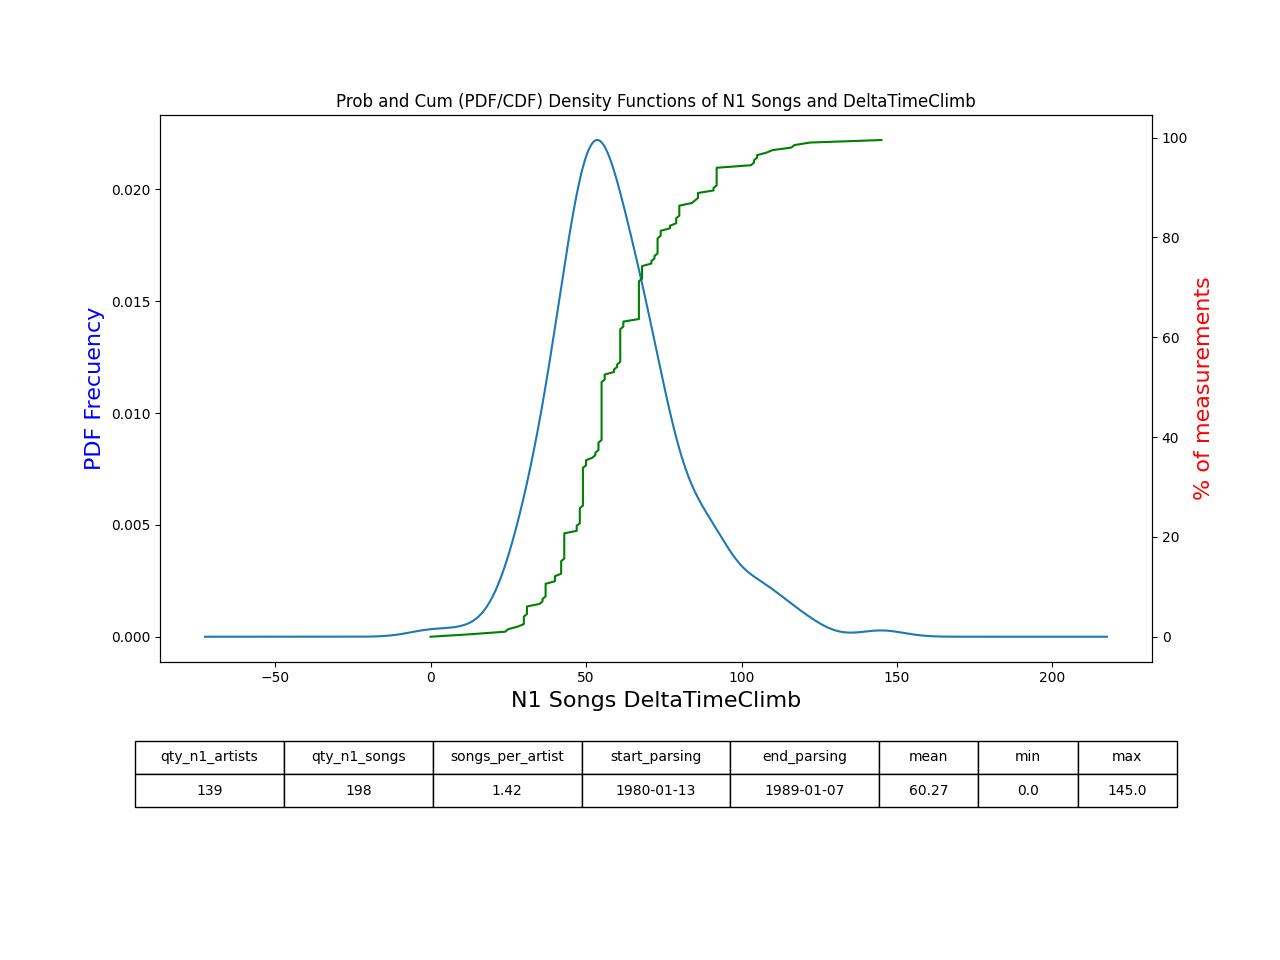 Prob and Cum (PDF/CDF) Density Functions of N1 Songs and DeltaTimeClimb
PDF Frecuency
0.020
0.015
0.010
0.005
0.000
100
80
60
40
20
0
% of measurements
−50 0 50 100 150 200
N1 Songs DeltaTimeClimb
qty_n1_artists qty_n1_songs songs_per_artist start_parsing end_parsing mean min max
139 198 1.42 1980-01-13 1989-01-07 60.27 0.0 145.0